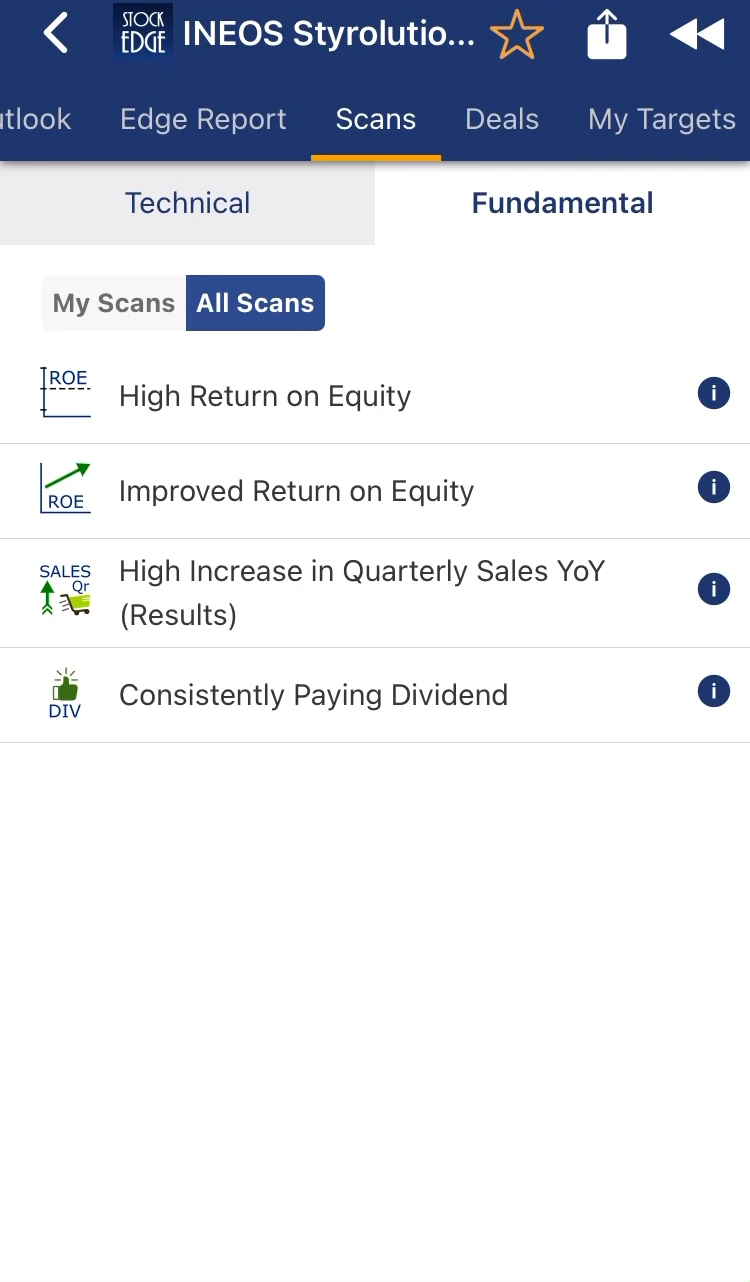 STOCK
EDGE
INEOS Styrolutio...
tlook Edge Report Scans Deals My Targets
Technical Fundamental
My Scans All Scans
ROE
High Return on Equity
i
ROE
Improved Return on Equity
i
SALES
Qr
High Increase in Quarterly Sales YoY
(Results)
i
DIV
Consistently Paying Dividend
i